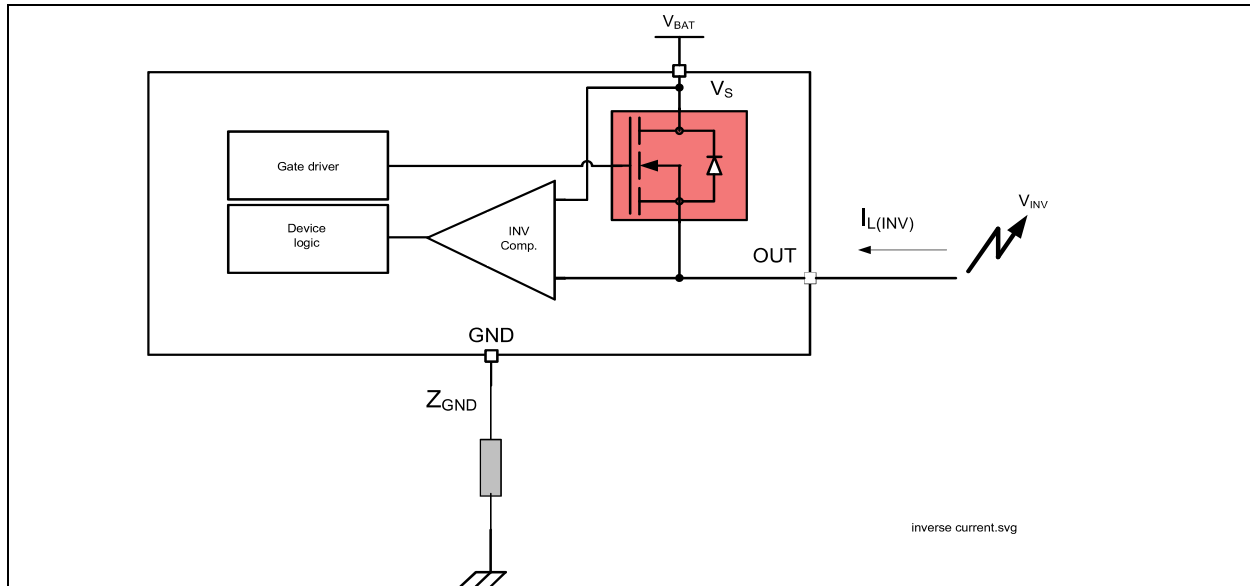 VBAT
VS
Gate driver
Device
logic
INV
Comp.
IL(INV)
VINV
OUT
GND
ZGND
inverse current.svg